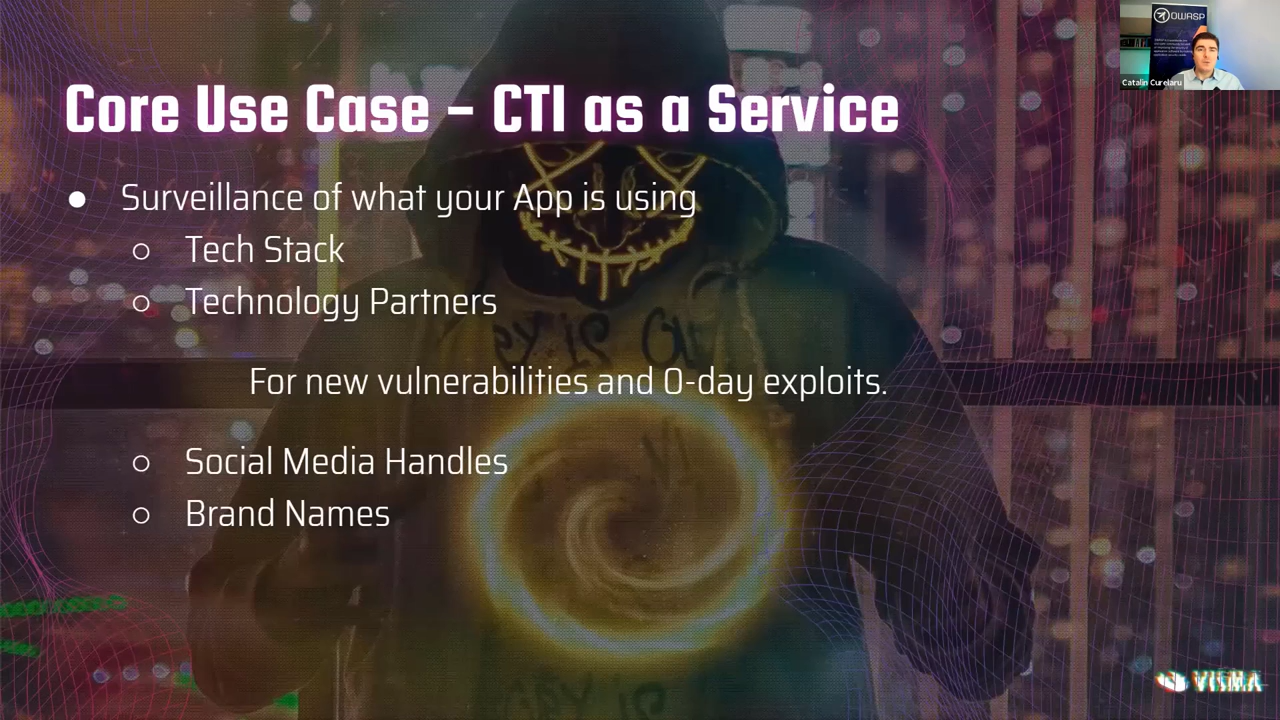 OWASP
Catalin Curelaru
Core Use Case – CTI as a Service
● Surveillance of what your App is using
○ Tech Stack
○ Technology Partners
For new vulnerabilities and 0-day exploits.
○ Social Media Handles
○ Brand Names
VISMA